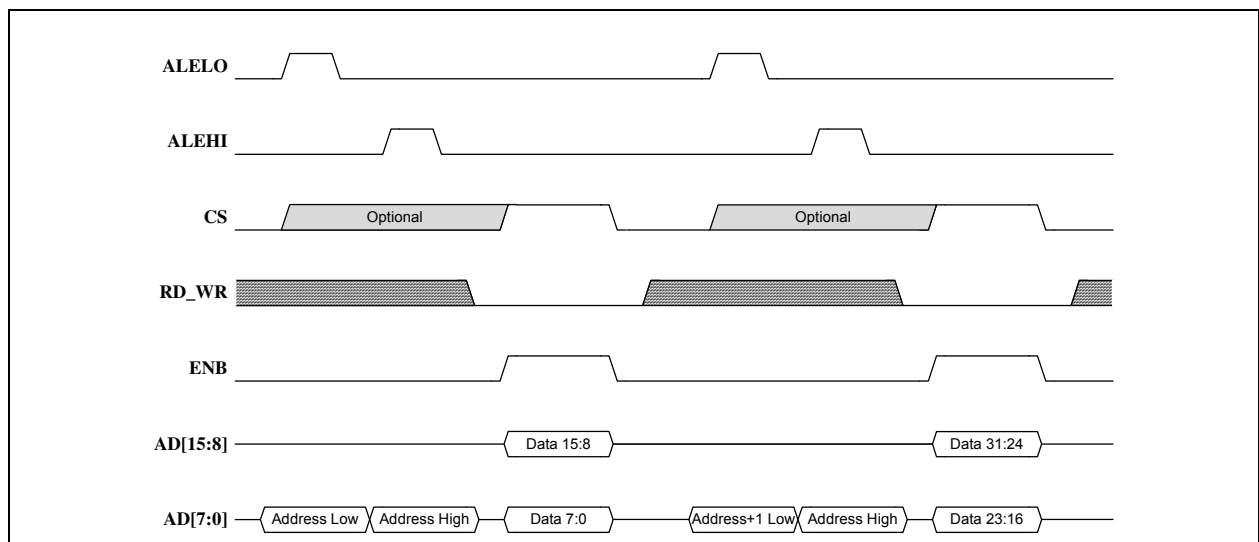 ALELO
ALEHI
CS Optional Optional
RD_WR
ENB
AD[15:8] Data 15:8 Data 31:24
AD[7:0] Address Low Address High Data 7:0 Address+1 Low Address High Data 23:16